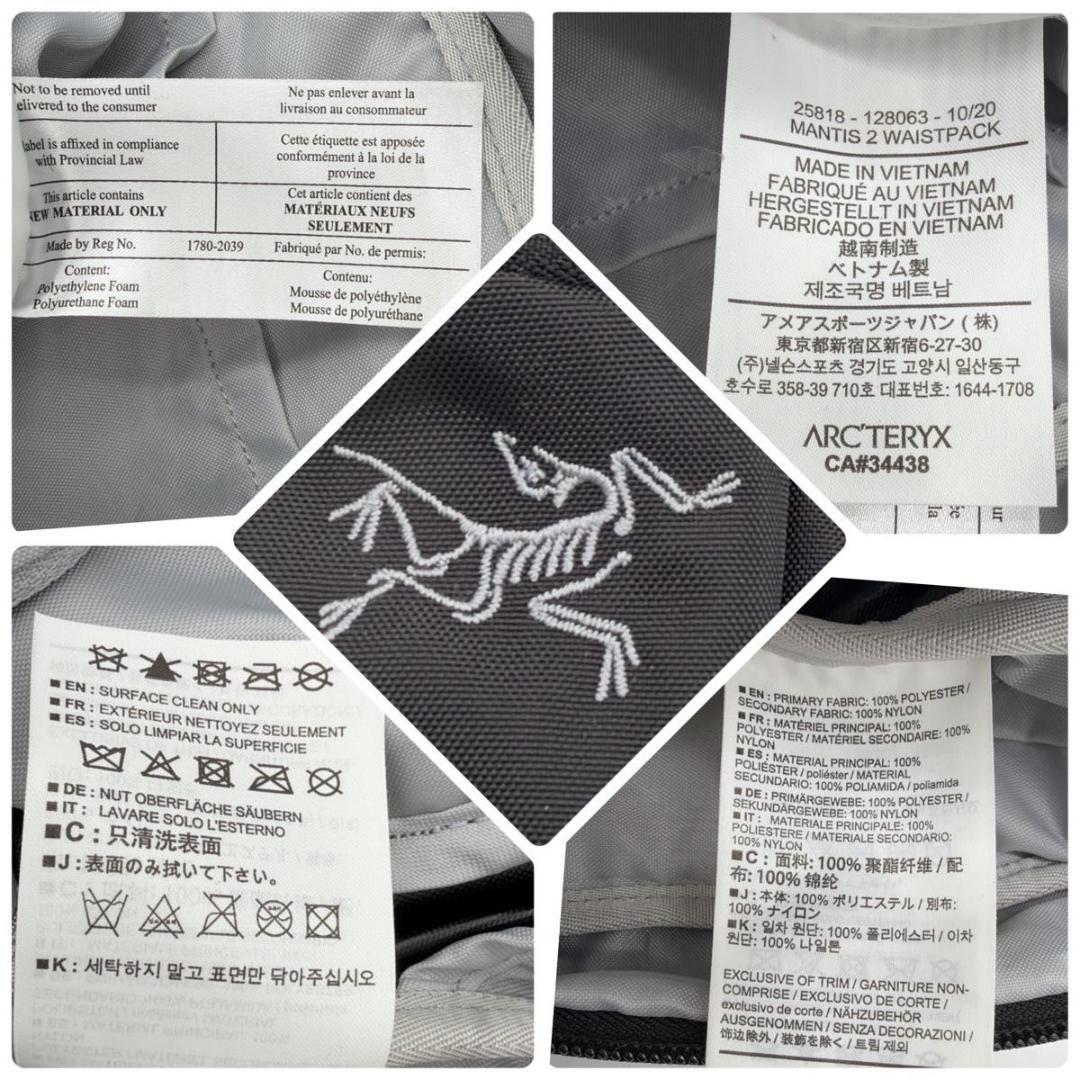 Not to be removed until
delivered to the consumer
Ne pas enlever avant la
livraison au consommateur
label is affixed in compliance
with Provincial Law
Cette étiquette est apposée
conformément à la loi de la
province
This article contains
NEW MATERIAL ONLY
Cet article contient des
MATÉRIAUX NEUFS
SEULEMENT
Made by Reg No. 1780-2039 Fabriqué par No. de permis:
Content:
Polyethylene Foam
Polyurethane Foam
Contenu:
Mousse de polyéthylène
Mousse de polyuréthane
25818 - 128063 - 10/20
MANTIS 2 WAISTPACK
MADE IN VIETNAM
FABRIQUÉ AU VIETNAM
HERGESTELLT IN VIETNAM
FABRICADO EN VIETNAM
越南制造
ベトナム製
제조국명 베트남
アメアスポーツジャパン ( 株)
東京都新宿区新宿6-27-30
(주)넬슨스포츠 경기도 고양시 일산동구
호수로 358-39 710호 대표번호: 1644-1708
ARC'TERYX
CA#34438
■ EN : SURFACE CLEAN ONLY
■ FR : EXTÉRIEUR NETTOYEZ SEULEMENT
■ ES : SOLO LIMPIAR LA SUPERFICIE
■ DE : NUT OBERFLÄCHE SÄUBERN
■ IT : LAVARE SOLO L'ESTERNO
■C : 只清洗表面
■J : 表面のみ拭いて下さい。
■K : 세탁하지 말고 표면만 닦아주십시오
■ EN : PRIMARY FABRIC: 100% POLYESTER /
SECONDARY FABRIC: 100% NYLON
■ FR : MATÉRIEL PRINCIPAL: 100%
POLYESTER / MATÉRIEL SECONDAIRE: 100%
NYLON
■ ES : MATERIAL PRINCIPAL: 100%
POLIÉSTER / poliéster / MATERIAL
SECUNDARIO: 100% POLIAMIDA / poliamida
■ DE : PRIMÄRGEWEBE: 100% POLYESTER /
SEKUNDÄRGEWEBE: 100% NYLON
■ IT : MATERIALE PRINCIPALE: 100%
POLIESTERE / MATERIALE SECONDARIO:
100% NYLON
■C : 面料: 100% 聚酯纤维 / 配
布: 100% 锦纶
■J : 本体: 100% ポリエステル / 別布:
100% ナイロン
■K : 일차 원단: 100% 폴리에스터 / 이차
원단: 100% 나일론
EXCLUSIVE OF TRIM / GARNITURE NON-
COMPRISE / EXCLUSIVO DE CORTE /
exclusivo de corte / NÄHZUBEHÖR
AUSGENOMMEN / SENZA DECORAZIONI /
饰边除外 / 装飾を除く / 트림 제외